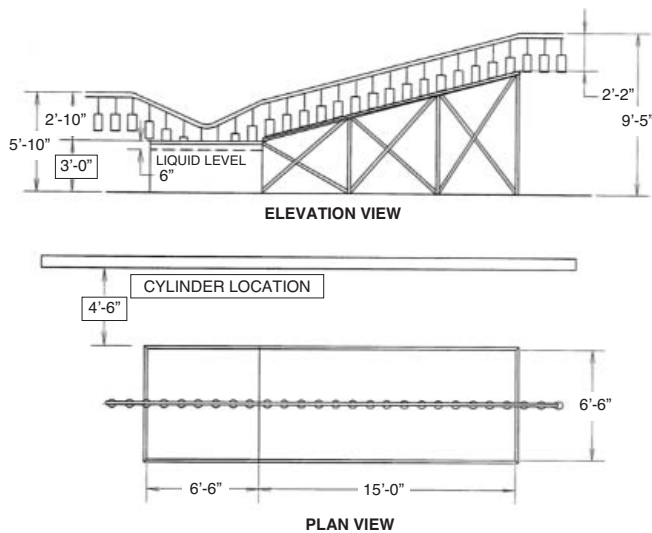 2'-2"
2'-10"
9'-5"
5'-10"
LIQUID LEVEL
3'-0"
6"
ELEVATION VIEW
CYLINDER LOCATION
4'-6"
6'-6"
6'-6"
15'-0"
PLAN VIEW